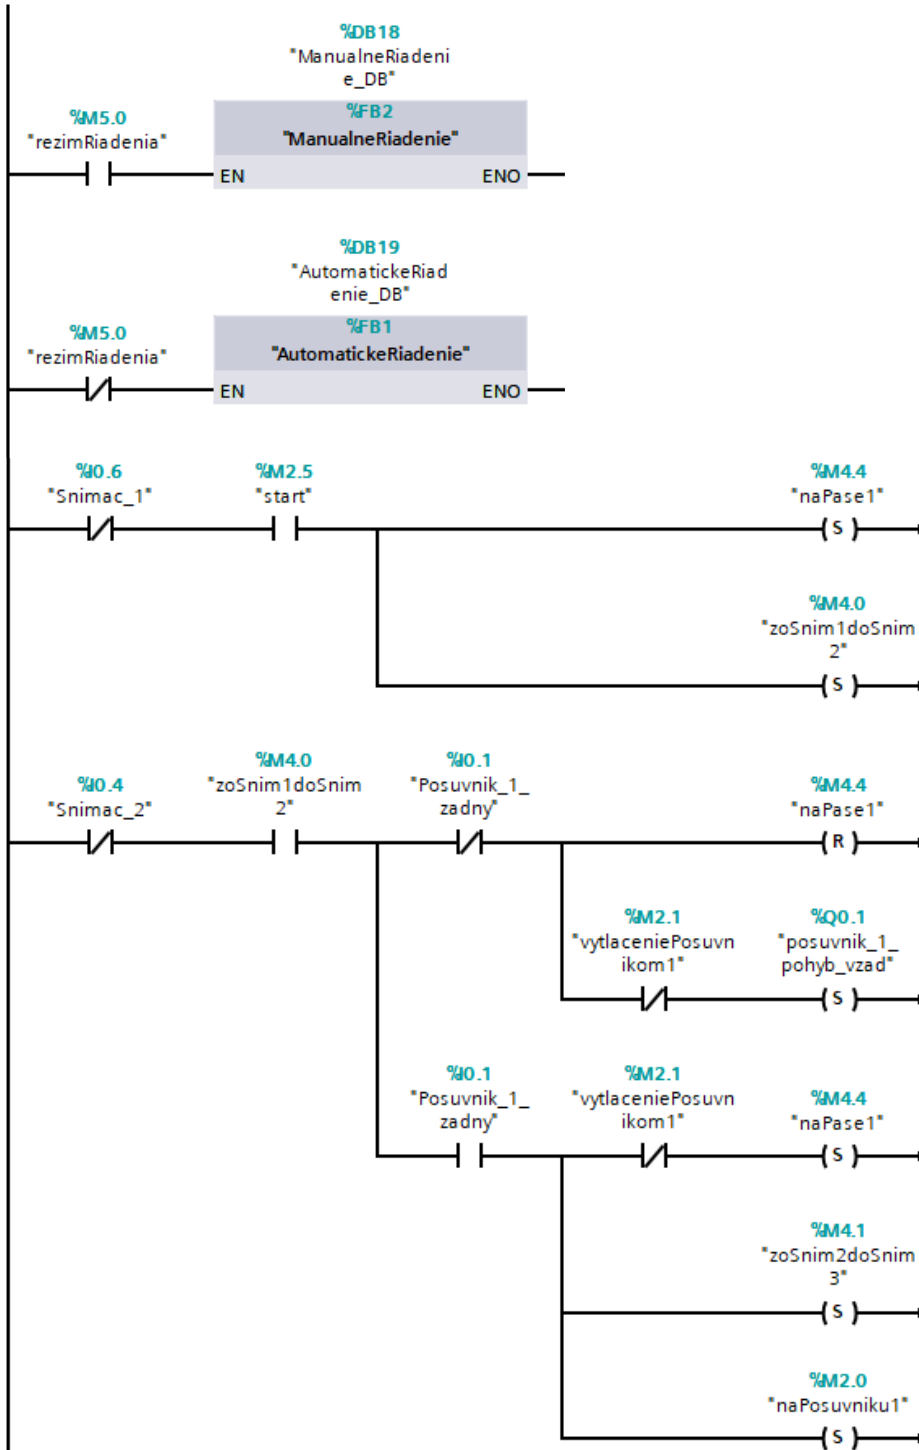 %DB18
"ManualneRiadeni
e_DB"
%M5.0
"rezimRiadenia"
%FB2
"ManualneRiadenie"
EN
ENO
%DB19
"AutomatickeRiad
enie_DB"
%M5.0
"rezimRiadenia"
%FB1
"AutomatickeRiadenie"
EN
ENO
%I0.6
"Snimac_1"
%M2.5
"start"
%M4.4
"naPase1"
S
%M4.0
"zoSnim1doSnim
2"
S
%I0.4
"Snimac_2"
%M4.0
"zoSnim1doSnim
2"
%I0.1
"Posuvnik_1_
zadny"
%M4.4
"naPase1"
R
%M2.1
"vytlaceniePosuvn
ikom1"
%Q0.1
"posuvnik_1_
pohyb_vzad"
S
%I0.1
"Posuvnik_1_
zadny"
%M2.1
"vytlaceniePosuvn
ikom1"
%M4.4
"naPase1"
S
%M4.1
"zoSnim2doSnim
3"
S
%M2.0
"naPosuvniku1"
S